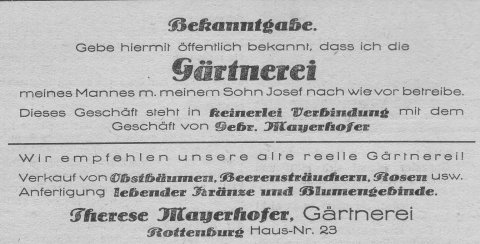 Bekanntgabe.
Gebe hiermit öffentlich bekannt, dass ich die
Gärtnerei
meines Mannes m. meinem Sohn Josef nach wie vor betreibe.
Dieses Geschäft steht in keinerlei Verbindung mit dem
Geschäft von Gebr. Mayerhofer
Wir empfehlen unsere alte reelle Gärtnerei!
Verkauf von Obstbäumen, Beerensträuchern, Rosen usw.
Anfertigung lebender Kränze und Blumengebinde.
Therese Mayerhofer, Gärtnerei
Rottenburg Haus-Nr. 23